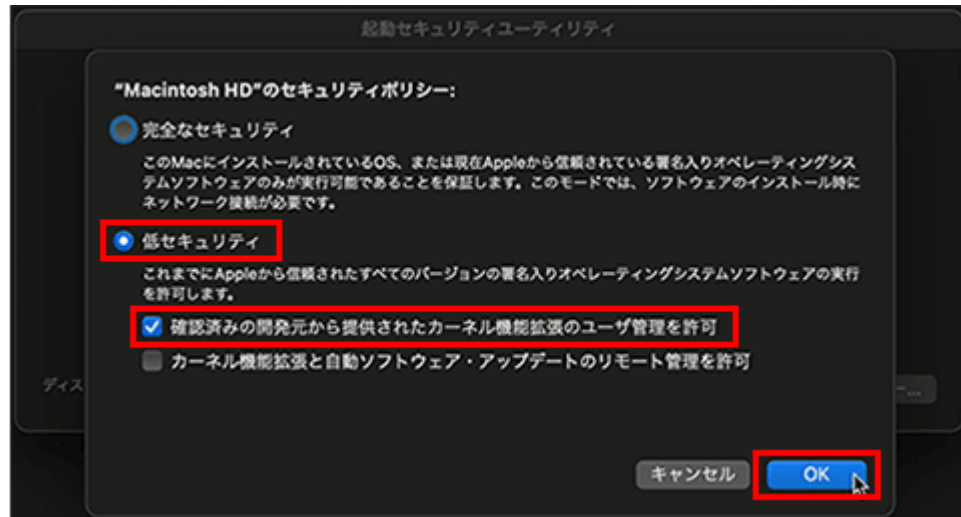 起動セキュリティユーティリティ
“Macintosh HD”のセキュリティポリシー:
完全なセキュリティ
このMacにインストールされているOS、または現在Appleから信頼されている署名入りオペレーティングシス
テムソフトウェアのみが実行可能であることを保証します。このモードでは、ソフトウェアのインストール時に
ネットワーク接続が必要です。
低セキュリティ
これまでにAppleから信頼されたすべてのバージョンの署名入りオペレーティングシステムソフトウェアの実行
を許可します。
確認済みの開発元から提供されたカーネル機能拡張のユーザ管理を許可
カーネル機能拡張と自動ソフトウェア・アップデートのリモート管理を許可
ディス
ー...
キャンセル
OK